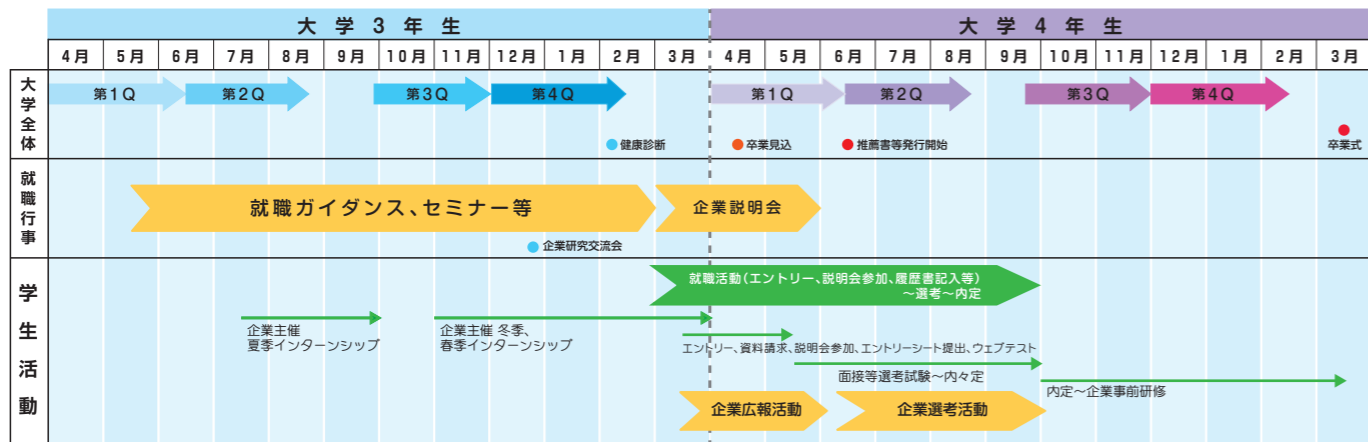 大学3年生
大学4年生
4月 5月 6月 7月 8月 9月 10月 11月 12月 1月 2月 3月 4月 5月 6月 7月 8月 9月 10月 11月 12月 1月 2月 3月
大学全体
第1Q 第2Q 第3Q 第4Q 第1Q 第2Q 第3Q 第4Q
健康診断 卒業見込 推薦書等発行開始 卒業式
就職行事
就職ガイダンス、セミナー等
企業説明会
企業研究交流会
学生活動
就職活動(エントリー、説明会参加、履歴書記入等)
～選考～内定
企業主催
夏季インターンシップ
企業主催 冬季、
春季インターンシップ
エントリー、資料請求、説明会参加、エントリーシート提出、ウェブテスト
面接等選考試験～内々定
内定～企業事前研修
企業広報活動
企業選考活動